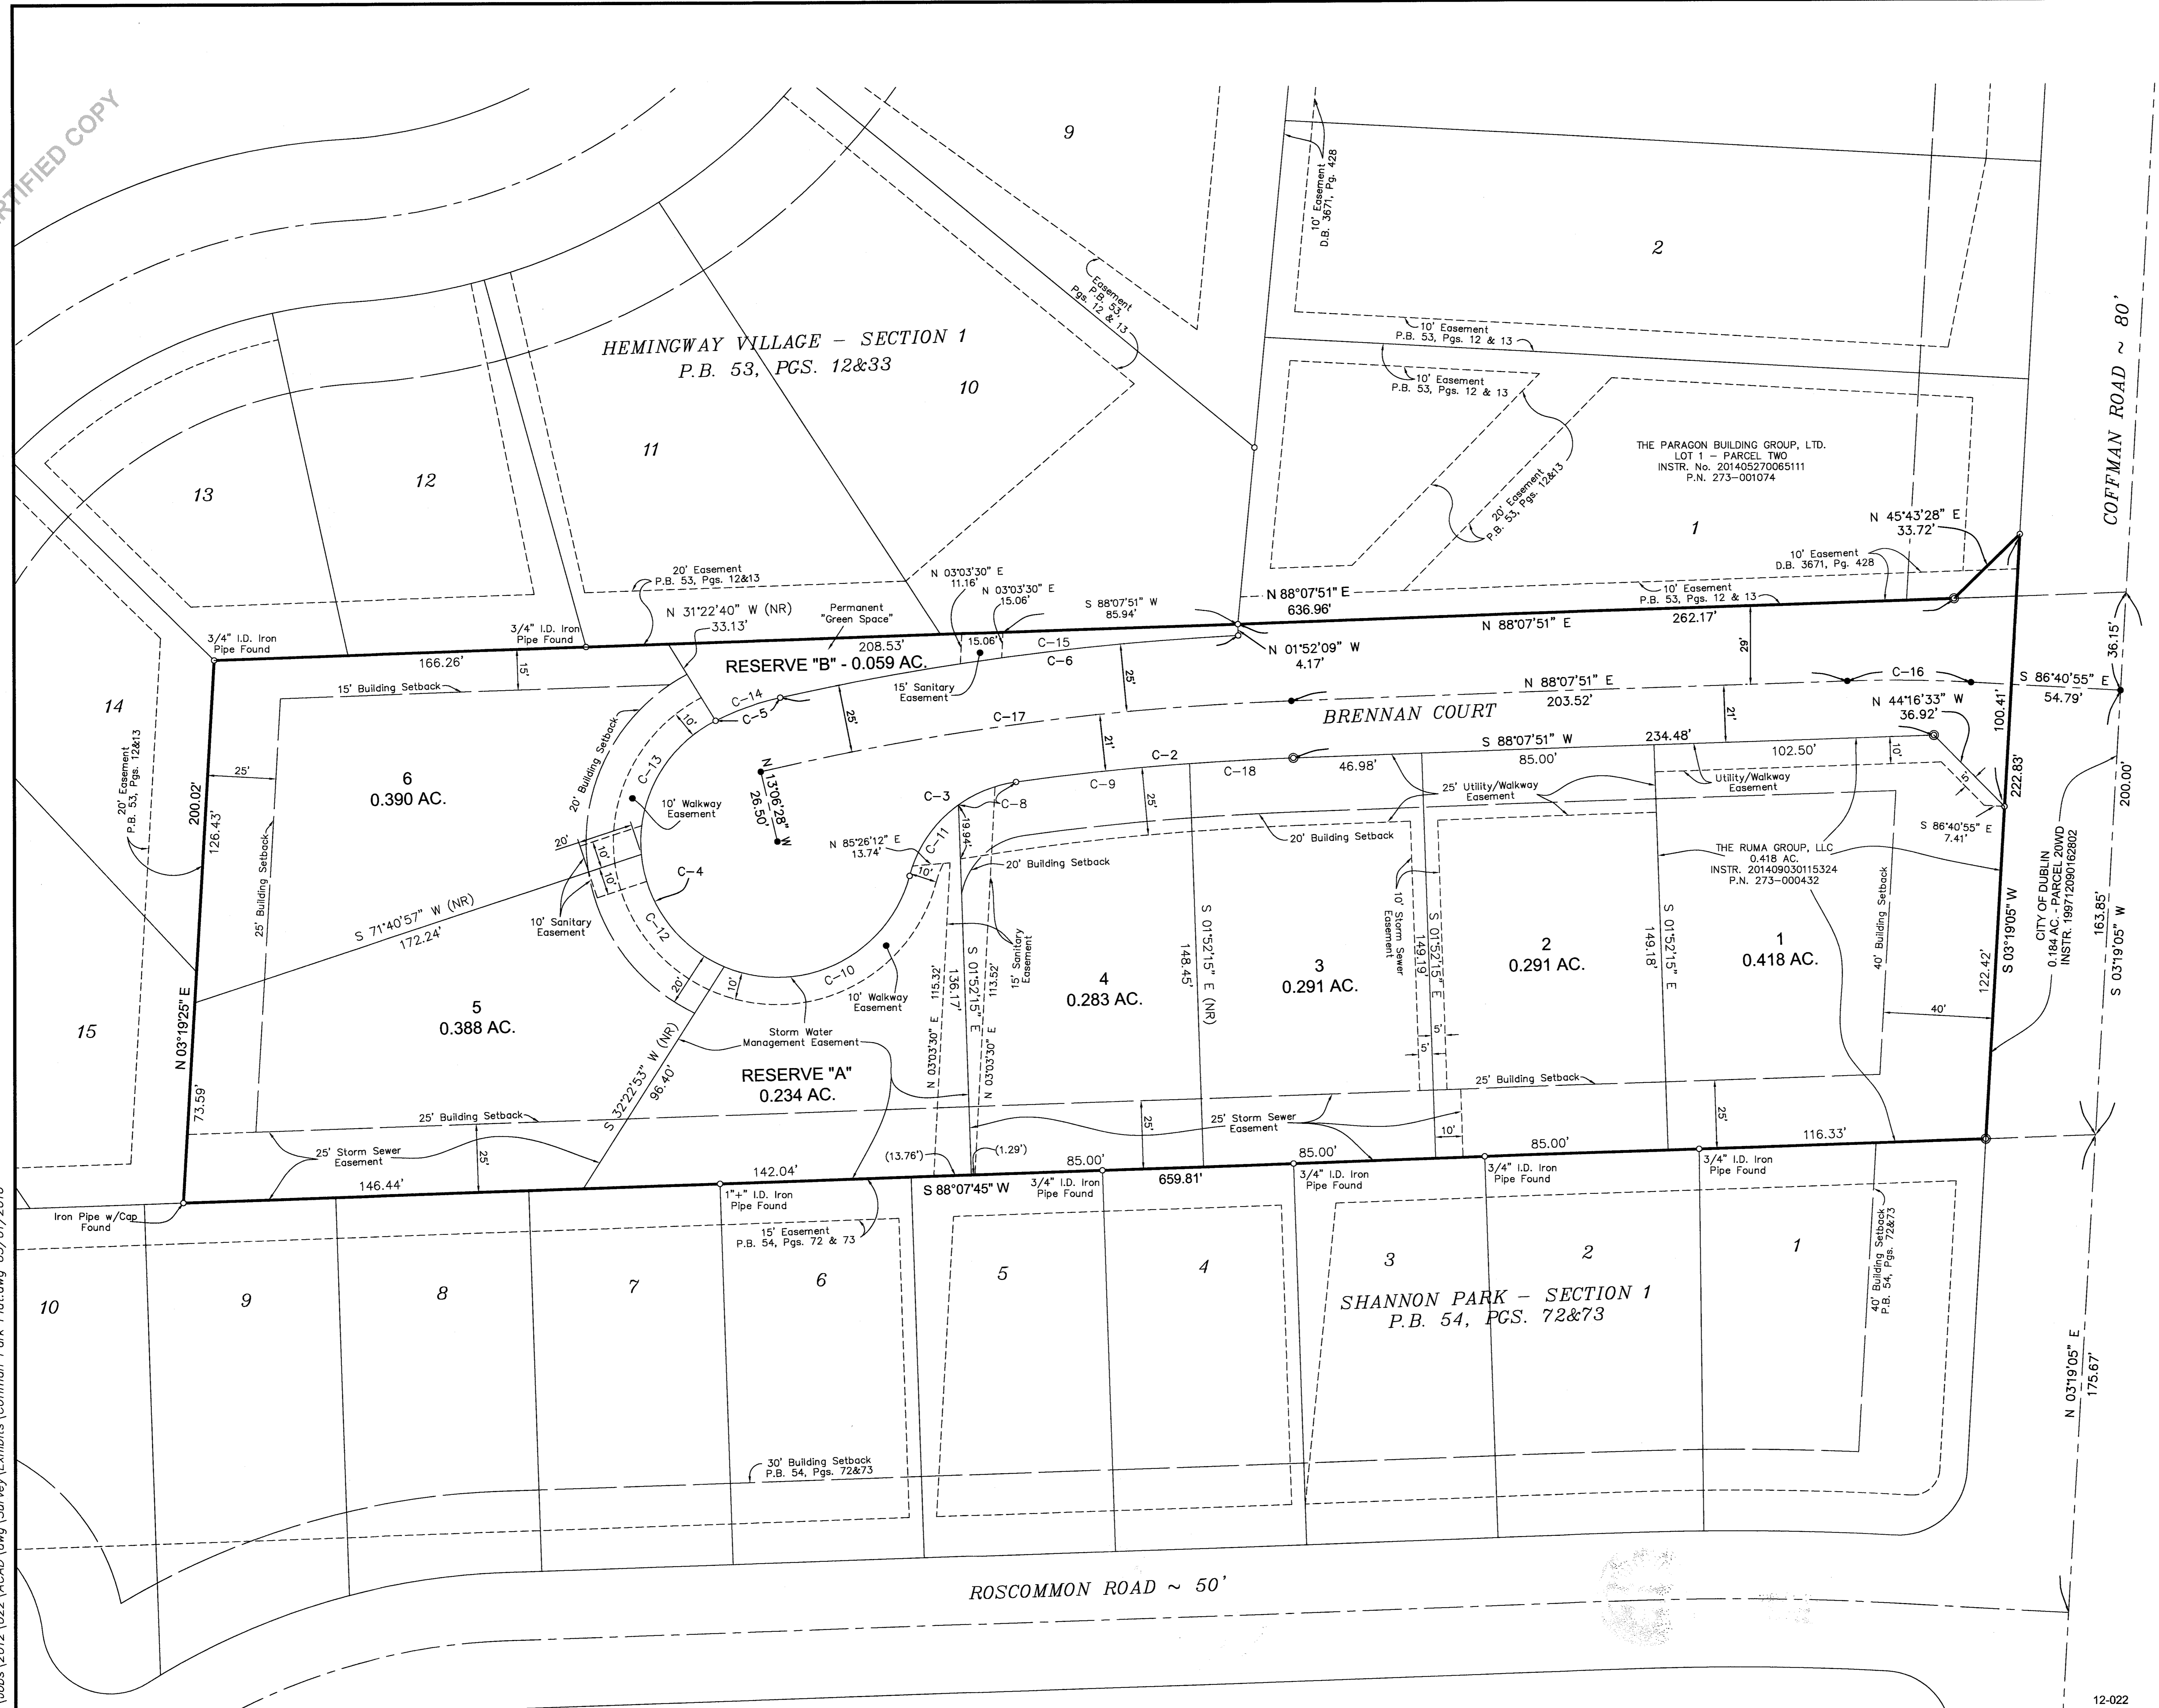 RTIFIED COPY
9
10' Easement
D.B. 3671, Pg. 428
2
COFFMAN ROAD ~ 80'
Easement
P.B. 53,
Pgs. 12 & 13
10' Easement
P.B. 53, Pgs. 12 & 13
HEMINGWAY VILLAGE – SECTION 1
P.B. 53, PGS. 12&33
10
10' Easement
P.B. 53, Pgs. 12 & 13
11
12
13
THE PARAGON BUILDING GROUP, LTD.
LOT 1 – PARCEL TWO
INSTR. No. 201405270065111
P.N. 273–001074
20' Easement
P.B. 53, Pgs. 12&13
1
N 45°43'28" E
33.72'
10' Easement
D.B. 3671, Pg. 428
20' Easement
P.B. 53, Pgs. 12&13
N 03°03'30" E
11.16'
N 03°03'30" E
15.06'
S 88°07'51" W
85.94'
N 88°07'51" E
636.96'
10' Easement
P.B. 53, Pgs. 12 & 13
3/4" I.D. Iron
Pipe Found
3/4" I.D. Iron
Pipe Found
N 31°22'40" W (NR)
33.13'
Permanent
"Green Space"
166.26'
208.53'
15.06'
C–15
C–6
N 88°07'51" E
262.17'
N 01°52'09" W
4.17'
29'
36.15'
RESERVE "B" - 0.059 AC.
15'
15' Building Setback
15' Sanitary
Easement
C–14
C–5
25'
25'
C–17
N 88°07'51" E
203.52'
C–16
S 86°40'55" E
54.79'
BRENNAN COURT
N 44°16'33" W
36.92'
100.41'
14
20' Easement
P.B. 53, Pgs. 12&13
25'
6
0.390 AC.
20' Building Setback
10'
C–13
10' Walkway
Easement
N 13°06'28" W
26.50'
21'
21'
C–2
C–18
C–9
S 88°07'51" W
234.48'
46.98'
85.00'
102.50'
10'
5'
Utility/Walkway
Easement
25' Utility/Walkway
Easement
222.83'
200.00'
200.02'
126.43'
C–3
C–8
25'
19.94'
C–11
N 85°26'12" E
13.74'
10'
20' Building Setback
20' Building Setback
S 86°40'55" E
7.41'
THE RUMA GROUP, LLC
0.418 AC.
INSTR. 201409030115324
P.N. 273–000432
CITY OF DUBLIN
0.184 AC. - PARCEL 20WD
INSTR. 199712090162802
20'
10'
10'
C–4
25' Building Setback
S 71°40'57" W (NR)
172.24'
10' Sanitary
Easement
C–12
C–10
10' Walkway
Easement
20'
10'
S 01°52'15" E (NR)
148.45'
10' Storm Sewer
Easement
S 01°52'15" E
149.19'
S 01°52'15" E
149.18'
1
0.418 AC.
2
0.291 AC.
3
0.291 AC.
4
0.283 AC.
40' Building Setback
S 03°19'05" W
122.42'
163.85'
S 03°19'05" W
5
0.388 AC.
15' Sanitary
Easement
N 03°03'30" E 115.32'
S 01°52'15" E
136.17'
N 03°03'30" E 113.52'
Storm Water
Management Easement
40'
5'
5'
15
N 03°19'25" E
73.59'
RESERVE "A"
0.234 AC.
S 32°22'53" W (NR)
96.40'
25' Building Setback
25' Building Setback
25' Storm Sewer
Easement
25' Storm Sewer
Easement
25'
25'
25'
10'
146.44'
142.04'
(13.76')
(1.29')
85.00'
85.00'
85.00'
116.33'
S 88°07'45" W
659.81'
3/4" I.D. Iron
Pipe Found
3/4" I.D. Iron
Pipe Found
3/4" I.D. Iron
Pipe Found
3/4" I.D. Iron
Pipe Found
1"+" I.D. Iron
Pipe Found
Iron Pipe w/Cap
Found
15' Easement
P.B. 54, Pgs. 72 & 73
40' Building Setback
P.B. 54, Pgs. 72&73
10
9
8
7
6
5
4
3
2
1
SHANNON PARK – SECTION 1
P.B. 54, PGS. 72&73
N 03°19'05" E
175.67'
30' Building Setback
P.B. 54, Pgs. 72&73
ROSCOMMON ROAD ~ 50'
12-022